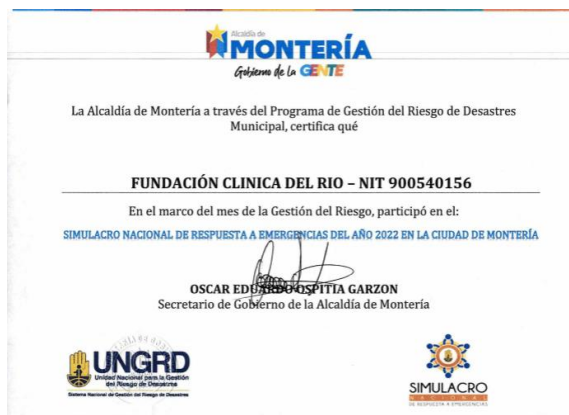 Alcaldía de
MONTERÍA
Gobierno de la GENTE
La Alcaldía de Montería a través del Programa de Gestión del Riesgo de Desastres
Municipal, certifica qué
FUNDACIÓN CLINICA DEL RIO – NIT 900540156
En el marco del mes de la Gestión del Riesgo, participó en el:
SIMULACRO NACIONAL DE RESPUESTA A EMERGENCIAS DEL AÑO 2022 EN LA CIUDAD DE MONTERÍA
OSCAR EDUARDO OSPITIA GARZON
Secretario de Gobierno de la Alcaldía de Montería
UNGRD
Unidad Nacional para la Gestión
del Riesgo de Desastres
Sistema Nacional de Gestión del Riesgo de Desastres
SIMULACRO
NACIONAL
DE RESPUESTA A EMERGENCIAS